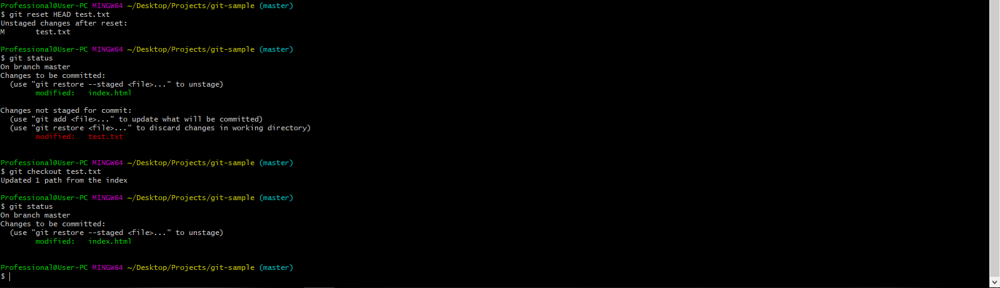 Professional@User-PC MINGW64 ~/Desktop/Projects/git-sample (master)
$ git reset HEAD test.txt
Unstaged changes after reset:
M       test.txt
Professional@User-PC MINGW64 ~/Desktop/Projects/git-sample (master)
$ git status
On branch master
Changes to be committed:
  (use "git restore --staged <file>..." to unstage)
        modified:   index.html
Changes not staged for commit:
  (use "git add <file>..." to update what will be committed)
  (use "git restore <file>..." to discard changes in working directory)
        modified:   test.txt
Professional@User-PC MINGW64 ~/Desktop/Projects/git-sample (master)
$ git checkout test.txt
Updated 1 path from the index
Professional@User-PC MINGW64 ~/Desktop/Projects/git-sample (master)
$ git status
On branch master
Changes to be committed:
  (use "git restore --staged <file>..." to unstage)
        modified:   index.html
Professional@User-PC MINGW64 ~/Desktop/Projects/git-sample (master)
$